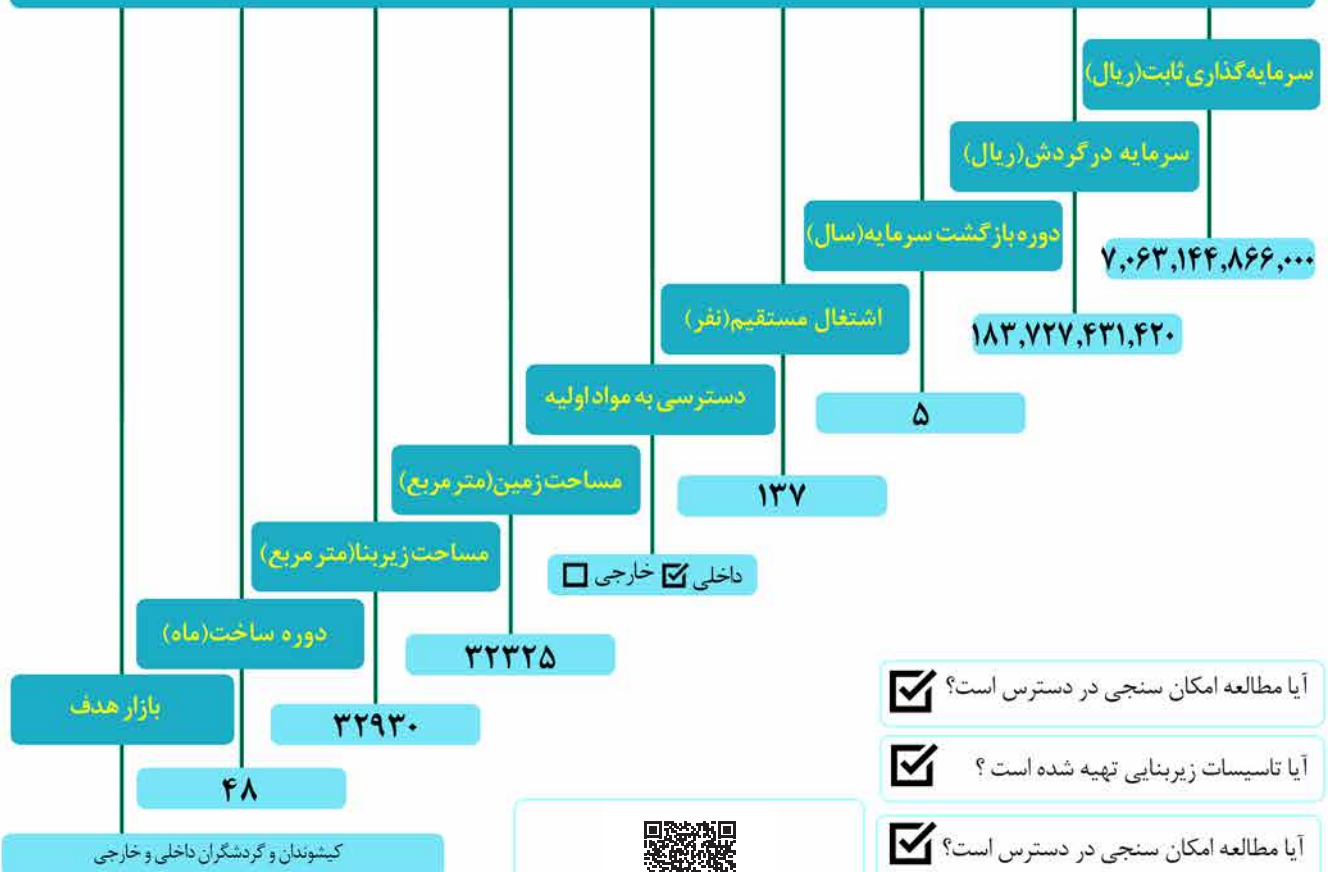 سرمایه‌گذاری ثابت(ریال)
۷,۰۶۳,۱۴۴,۸۶۶,۰۰۰
سرمایه در گردش(ریال)
۱۸۳,۷۲۷,۴۳۱,۴۲۰
دوره بازگشت سرمایه(سال)
۵
اشتغال مستقیم(نفر)
۱۳۷
دسترسی به مواد اولیه
داخلی ☑ خارجی ☐
مساحت زمین(متر مربع)
۳۲۳۲۵
مساحت زیربنا(متر مربع)
۳۲۹۳۰
دوره ساخت(ماه)
۴۸
بازار هدف
کیشوندان و گردشگران داخلی و خارجی
آیا مطالعه امکان سنجی در دسترس است؟ ☑
آیا تاسیسات زیربنایی تهیه شده است ؟ ☑
آیا مطالعه امکان سنجی در دسترس است؟ ☑